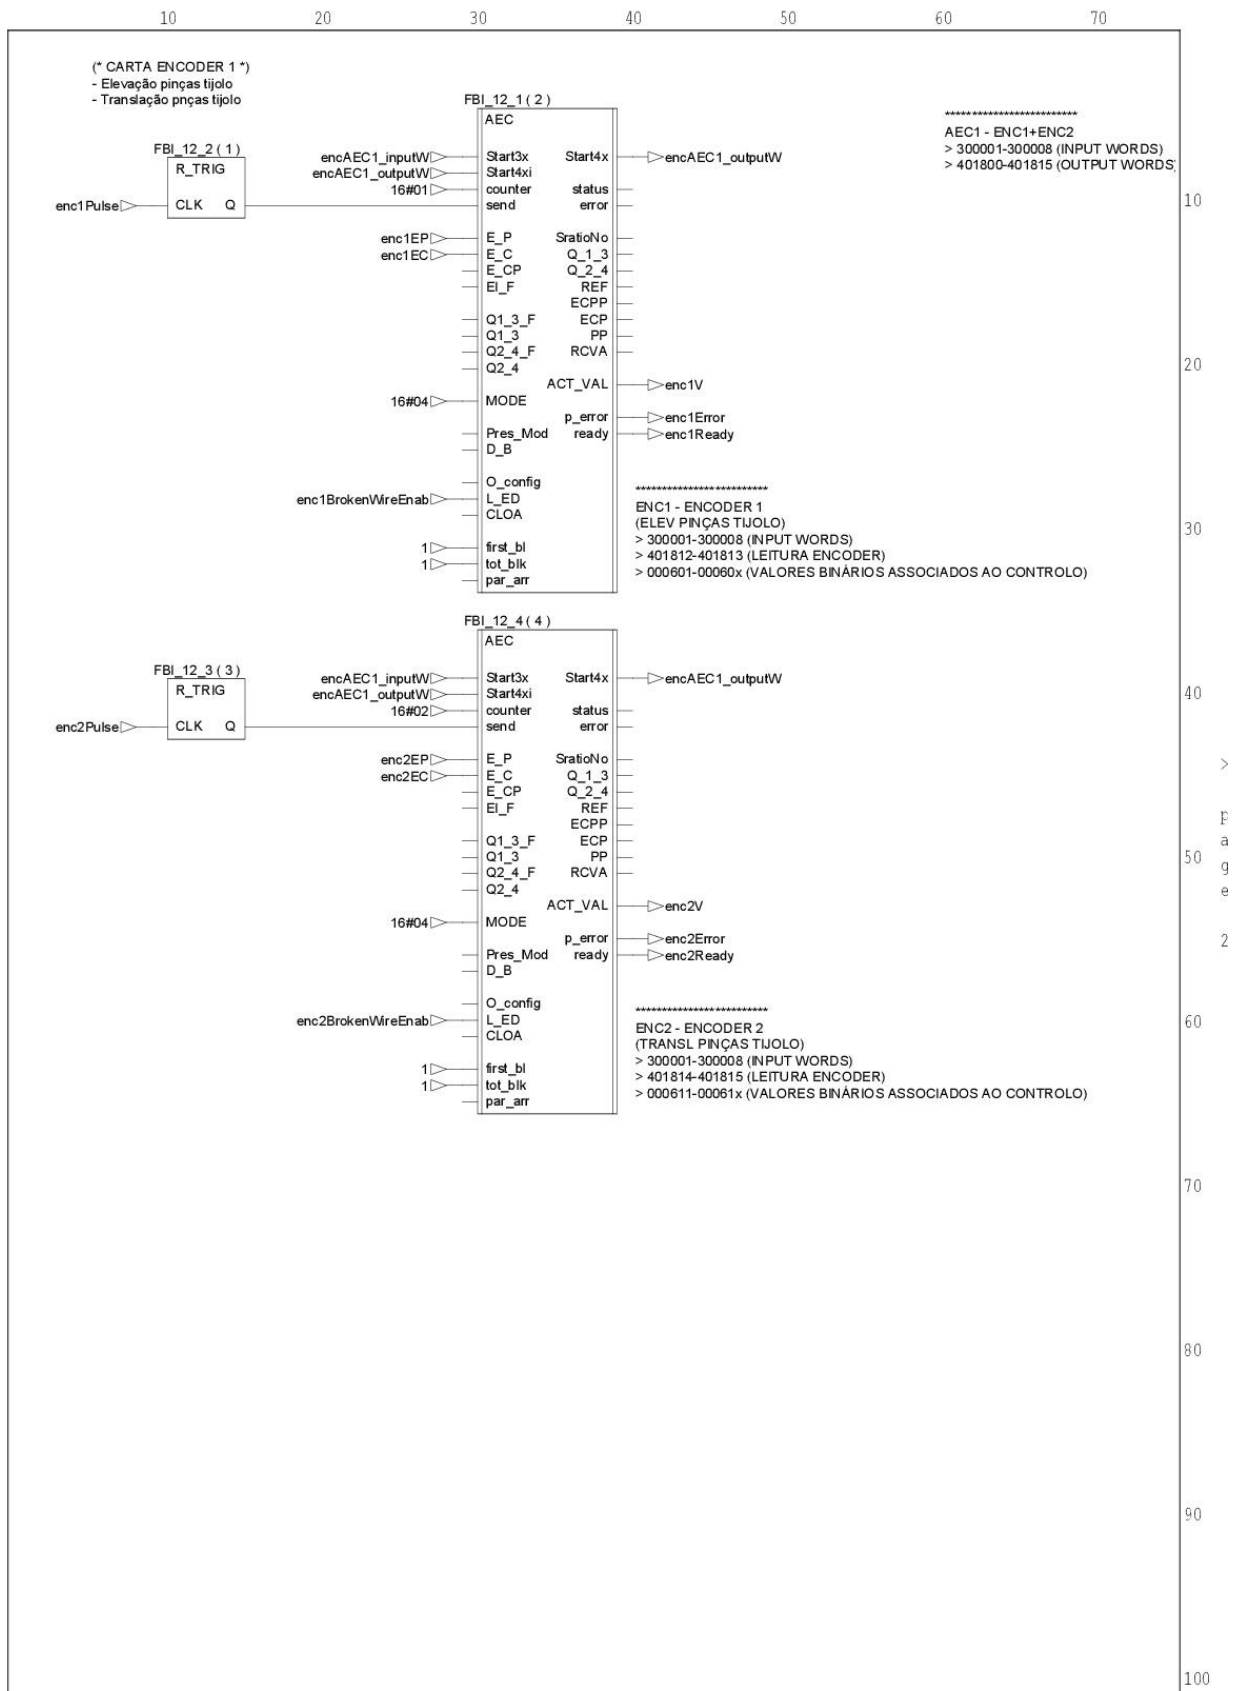 10 20 30 40 50 60 70
(* CARTA ENCODER 1 *)
- Elevação pinças tijolo
- Translação pnças tijolo
FBI_12_1 ( 2 )
AEC
*************************
AEC1 - ENC1+ENC2
> 300001-300008 (INPUT WORDS)
> 401800-401815 (OUTPUT WORDS
FBI_12_2 ( 1 )
R_TRIG
enc1Pulse CLK Q
encAEC1_inputW Start3x Start4x encAEC1_outputW
encAEC1_outputW Start4xi
16#01 counter status
send error
10
enc1EP E_P SratioNo
enc1EC E_C Q_1_3
E_CP Q_2_4
EI_F REF
ECPP
Q1_3_F ECP
Q1_3 PP
Q2_4_F RCVA
Q2_4
20
ACT_VAL enc1V
16#04 MODE
p_error enc1Error
Pres_Mod ready enc1Ready
D_B
O_config
enc1BrokenWireEnab L_ED
CLOA
*************************
ENC1 - ENCODER 1
(ELEV PINÇAS TIJOLO)
> 300001-300008 (INPUT WORDS)
> 401812-401813 (LEITURA ENCODER)
> 000601-00060x (VALORES BINÁRIOS ASSOCIADOS AO CONTROLO)
30
1 first_bl
1 tot_blk
par_arr
FBI_12_4 ( 4 )
AEC
FBI_12_3 ( 3 )
R_TRIG
enc2Pulse CLK Q
encAEC1_inputW Start3x Start4x encAEC1_outputW
encAEC1_outputW Start4xi
40
16#02 counter status
send error
enc2EP E_P SratioNo
enc2EC E_C Q_1_3
E_CP Q_2_4
EI_F REF
ECPP
Q1_3_F ECP
Q1_3 PP
Q2_4_F RCVA
Q2_4
50
> page 2
ACT_VAL enc2V
16#04 MODE
p_error enc2Error
Pres_Mod ready enc2Ready
D_B
O_config
enc2BrokenWireEnab L_ED
CLOA
*************************
ENC2 - ENCODER 2
(TRANSL PINÇAS TIJOLO)
> 300001-300008 (INPUT WORDS)
> 401814-401815 (LEITURA ENCODER)
> 000611-00061x (VALORES BINÁRIOS ASSOCIADOS AO CONTROLO)
60
1 first_bl
1 tot_blk
par_arr
70
80
90
100